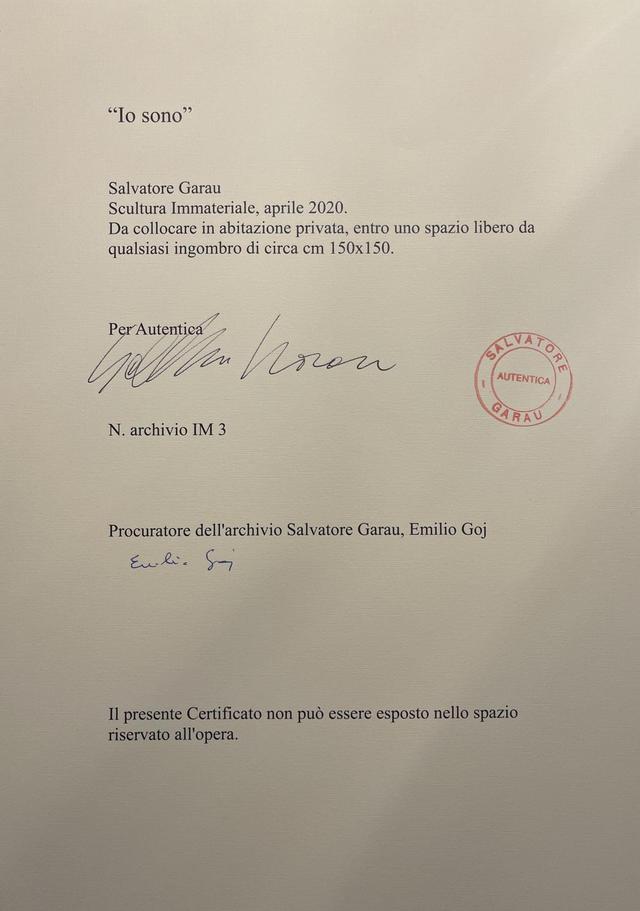 “Io sono”
Salvatore Garau
Scultura Immateriale, aprile 2020.
Da collocare in abitazione privata, entro uno spazio libero da
qualsiasi ingombro di circa cm 150x150.
Per Autentica
SALVATORE
AUTENTICA
GARAU
N. archivio IM 3
Procuratore dell'archivio Salvatore Garau, Emilio Goj
Emilio Goj
Il presente Certificato non può essere esposto nello spazio
riservato all'opera.